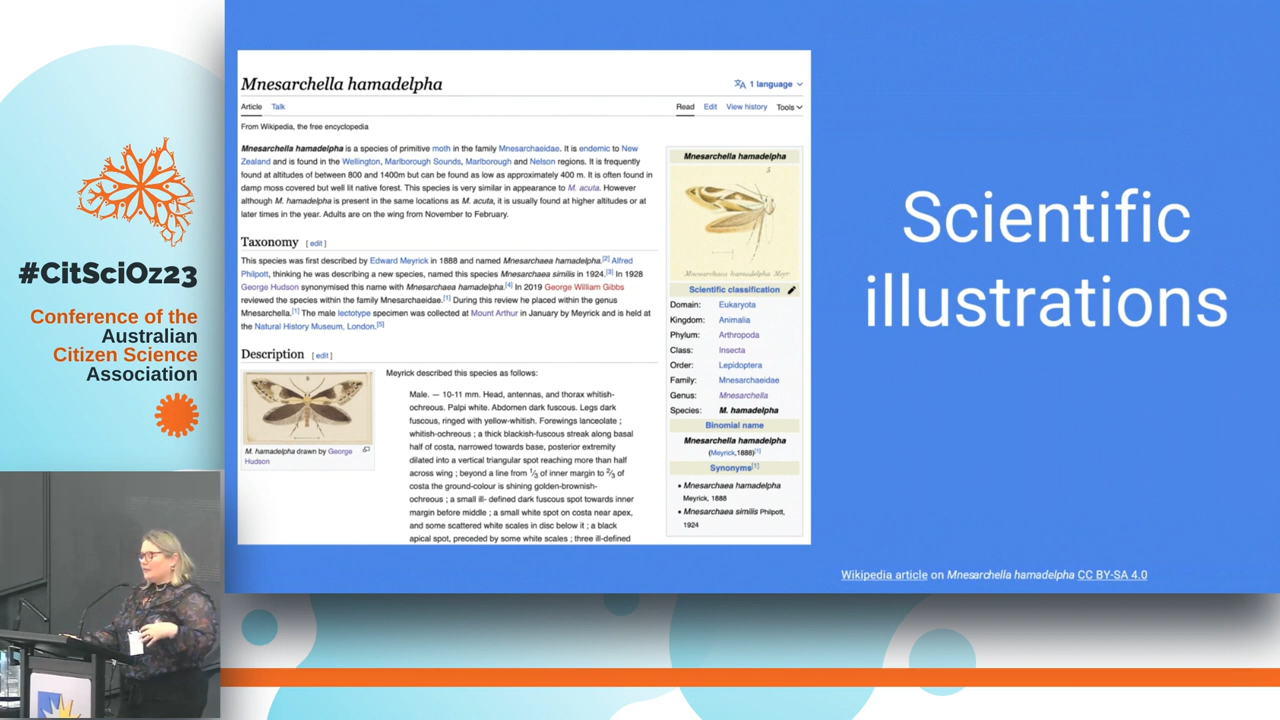 #CitSciOz23
Conference of the
Australian
Citizen Science
Association
Mnesarchella hamadelpha
1 language
Article Talk
Read Edit View history Tools
From Wikipedia, the free encyclopedia
Mnesarchella hamadelpha is a species of primitive moth in the family Mnesarchaeidae. It is endemic to New
Zealand and is found in the Wellington, Marlborough Sounds, Marlborough and Nelson regions. It is frequently
found at altitudes of between 800 and 1400m but can be found as low as approximately 400 m. It is often found in
damp moss covered but well lit native forest. This species is very similar in appearance to M. acuta. However
although M. hamadelpha is present in the same locations as M. acuta, it is usually found at higher altitudes or at
later times in the year. Adults are on the wing from November to February.
Taxonomy [ edit ]
This species was first described by Edward Meyrick in 1888 and named Mnesarchaea hamadelpha.[2] Alfred
Philpott, thinking he was describing a new species, named this species Mnesarchaea similis in 1924.[3] In 1928
George Hudson synonymised this name with Mnesarchaea hamadelpha.[4] In 2019 George William Gibbs
reviewed the species within the family Mnesarchaeidae.[1] During this review he placed within the genus
Mnesarchella.[1] The male lectotype specimen was collected at Mount Arthur in January by Meyrick and is held at
the Natural History Museum, London.[5]
Description [ edit ]
M. hamadelpha drawn by George
Hudson
Meyrick described this species as follows:
Male. — 10-11 mm. Head, antennas, and thorax whitish-
ochreous. Palpi white. Abdomen dark fuscous. Legs dark
fuscous, ringed with yellow-whitish. Forewings lanceolate ;
whitish-ochreous ; a thick blackish-fuscous streak along basal
half of costa, narrowed towards base, posterior extremity
dilated into a vertical triangular spot reaching more than half
across wing ; beyond a line from 1/3 of inner margin to 2/3 of
costa the ground-colour is shining golden-brownish-
ochreous ; a small ill- defined dark fuscous spot towards inner
margin before middle ; a small white spot on costa near apex,
and some scattered white scales in disc below it ; a black
apical spot, preceded by some white scales ; three ill-defined
Mnesarchella hamadelpha
5
Mnesarchaea hamadelpha Meyr
Scientific classification
Domain: Eukaryota
Kingdom: Animalia
Phylum: Arthropoda
Class: Insecta
Order: Lepidoptera
Family: Mnesarchaeidae
Genus: Mnesarchella
Species: M. hamadelpha
Binomial name
Mnesarchella hamadelpha
(Meyrick,1888)[1]
Synonyms[1]
• Mnesarchaea hamadelpha
Meyrick, 1888
• Mnesarchaea similis Philpott,
1924
Scientific
illustrations
Wikipedia article on Mnesarchella hamadelpha CC BY-SA 4.0